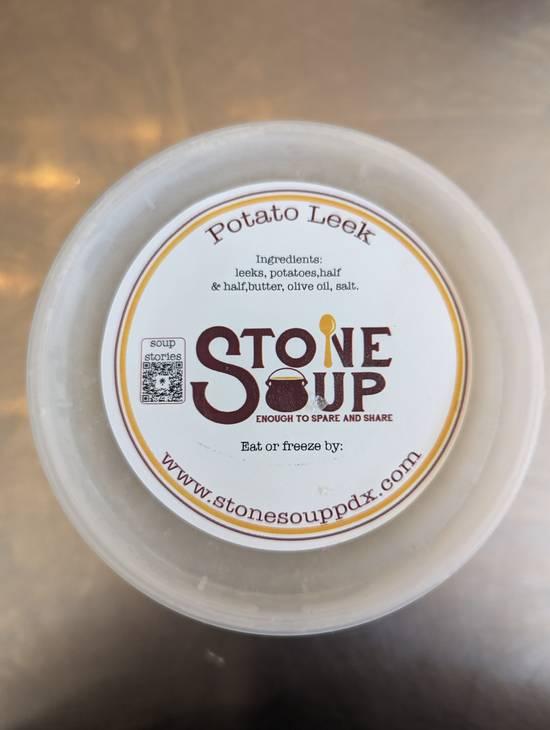 Potato Leek
Ingredients:
leeks, potatoes,half
& half,butter, olive oil, salt.
soup
stories
STONE
SOUP
ENOUGH TO SPARE AND SHARE
Eat or freeze by:
www.stonesouppdx.com